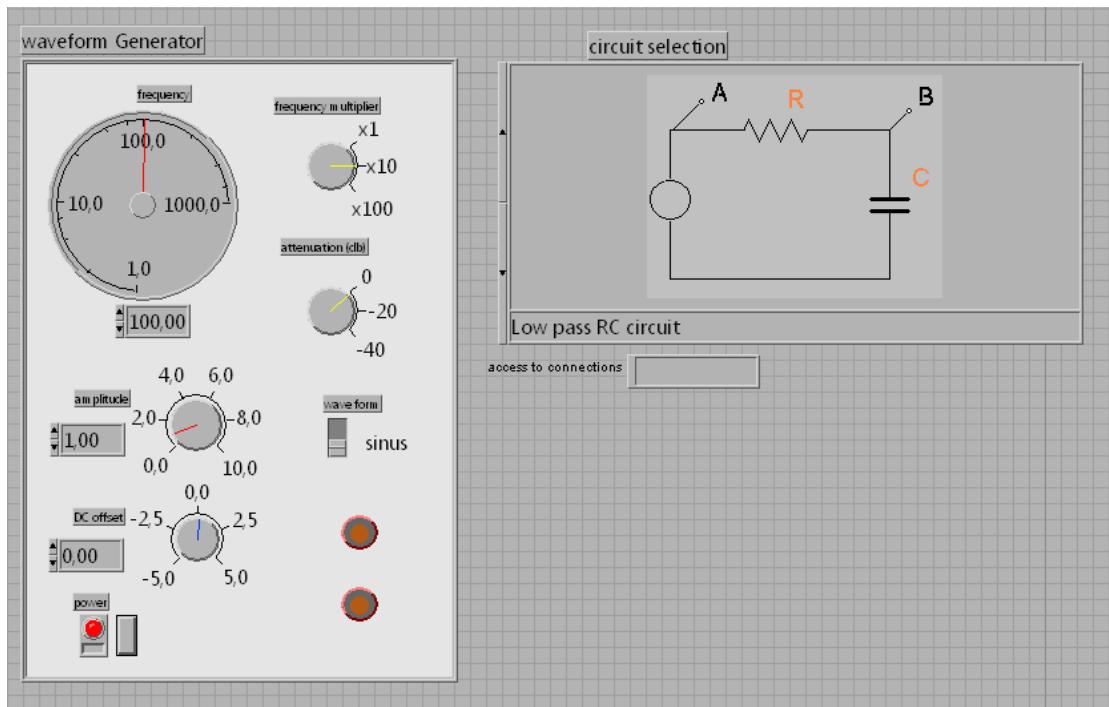 waveform Generator
frequency
100,0
10,0
1000,0
1,0
100,00
frequency multiplier
x1
x10
x100
attenuation (db)
0
-20
-40
amplitude
4,0 6,0
2,0 8,0
0,0 10,0
1,00
wave form
sinus
DC offset
0,0
-2,5 2,5
-5,0 5,0
0,00
power
circuit selection
A R B
C
Low pass RC circuit
access to connections